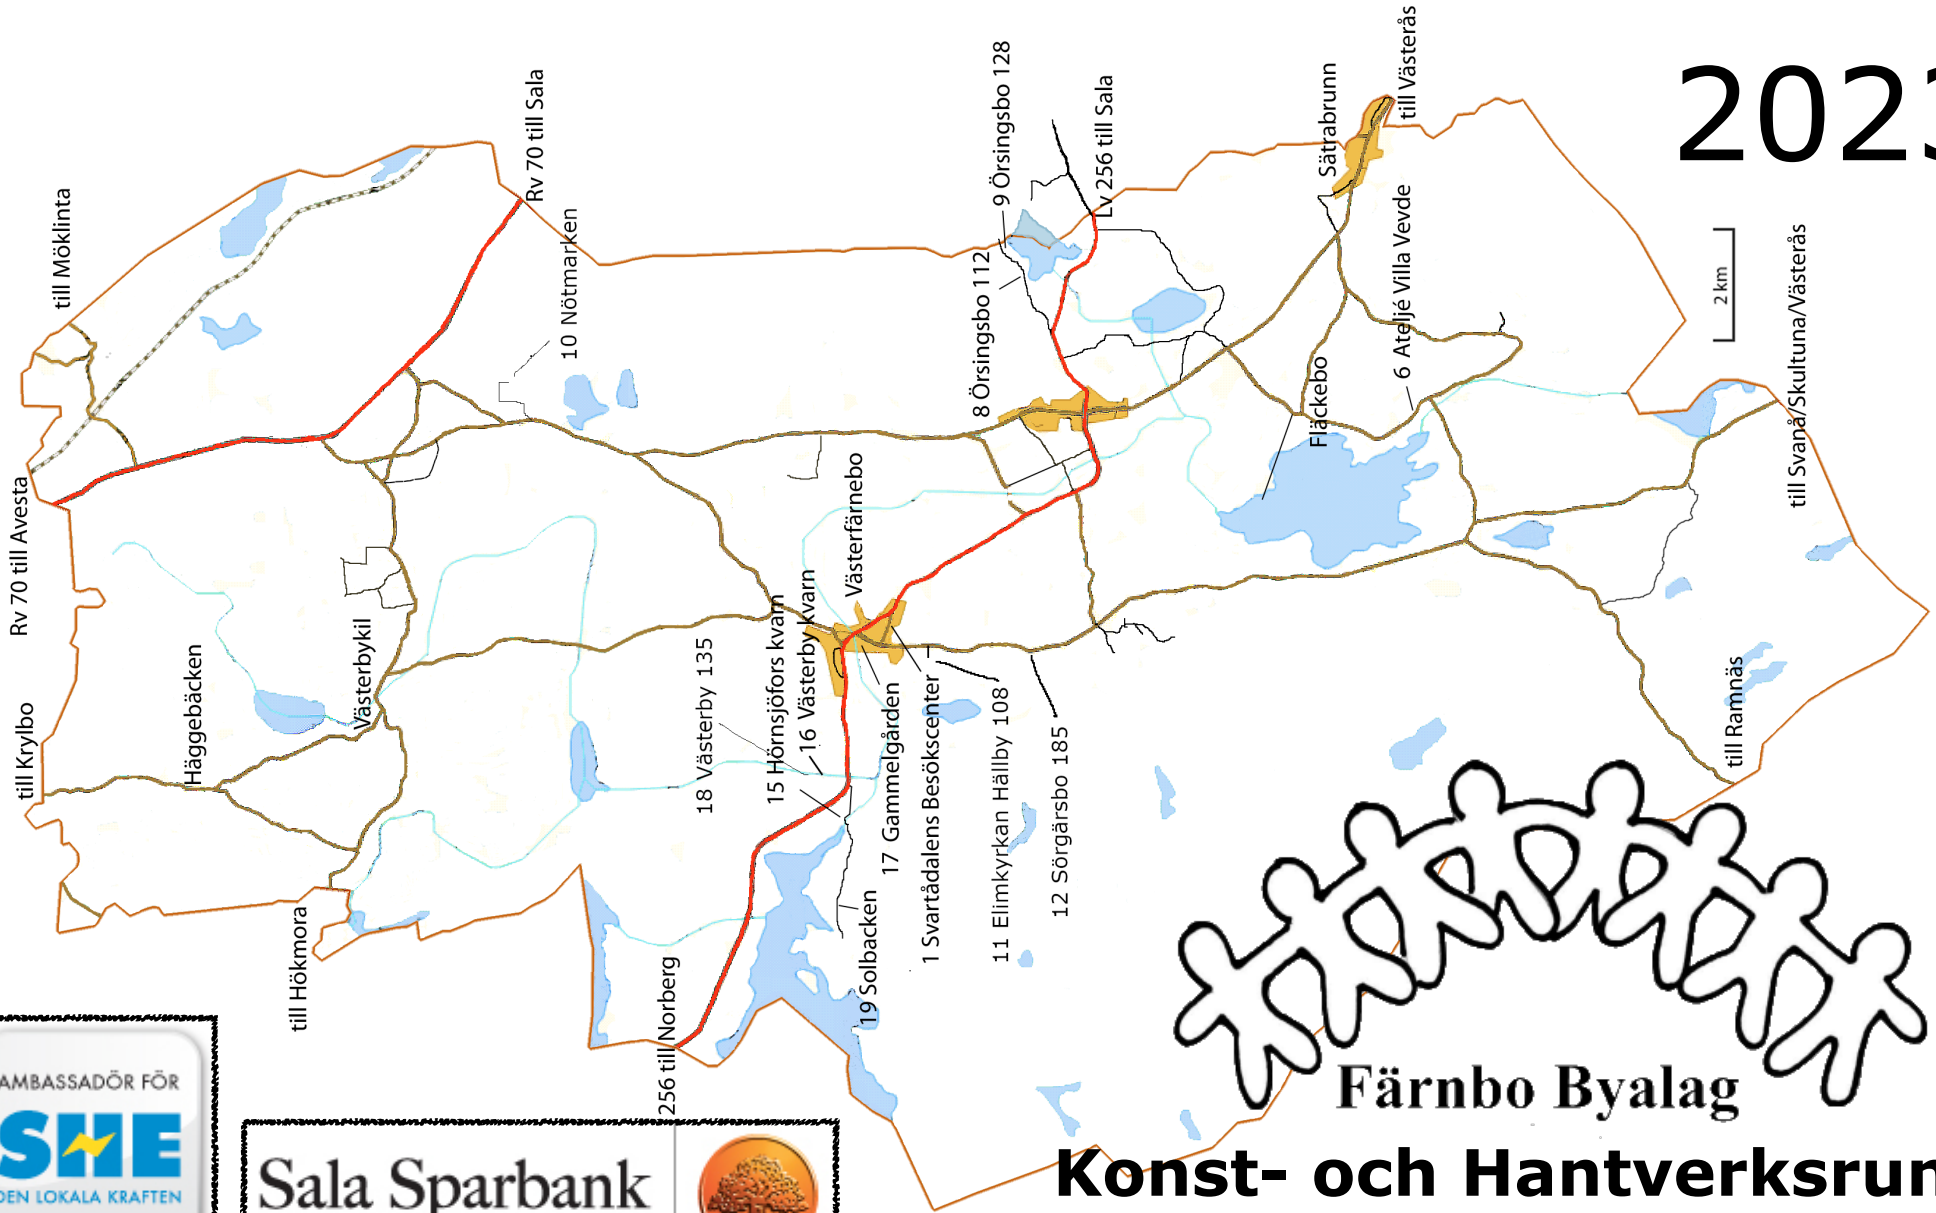 2023
till Möklinta
Rv 70 till Sala
Rv 70 till Avesta
10 Nötmarken
9 Örsingsbo 128
8 Örsingsbo 112
Lv 256 till Sala
Sätrabrunn
till Västerås
6 Ateljé Villa Vevde
Fläckebo
2 km
till Svanå/Skultuna/Västerås
till Krylbo
Häggebäcken
Västerbykil
till Hökmora
Västerfärnebo
18 Västerby 135
15 Hörnsjöfors kvarn
16 Västerby kvarn
17 Gammelgården
1 Svartådalens Besökscenter
11 Elimkyrkan Hällby 108
12 Sörgärsbo 185
19 Solbacken
256 till Norberg
till Ramnäs
AMBASSADÖR FÖR
SHE
DEN LOKALA KRAFTEN
Sala Sparbank
Färnbo Byalag
Konst- och Hantverksrun